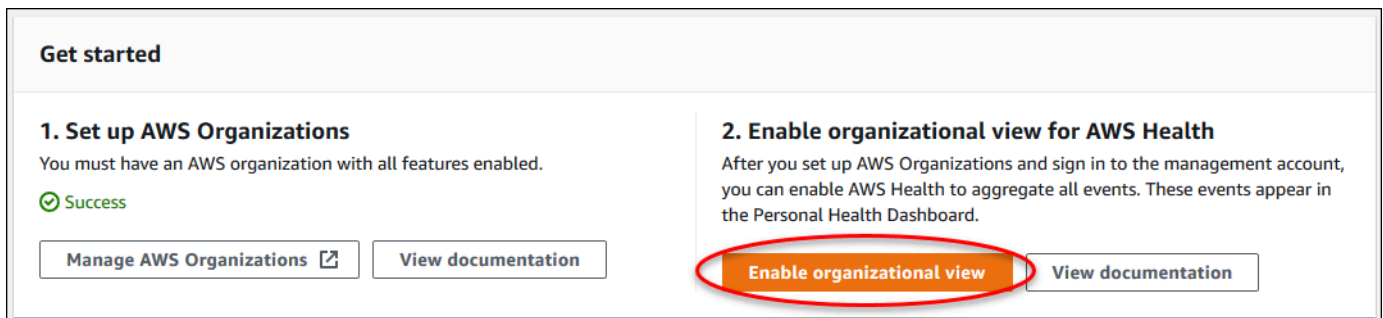 Get started
1. Set up AWS Organizations
You must have an AWS organization with all features enabled.
Success
Manage AWS Organizations
View documentation
2. Enable organizational view for AWS Health
After you set up AWS Organizations and sign in to the management account,
you can enable AWS Health to aggregate all events. These events appear in
the Personal Health Dashboard.
Enable organizational view
View documentation